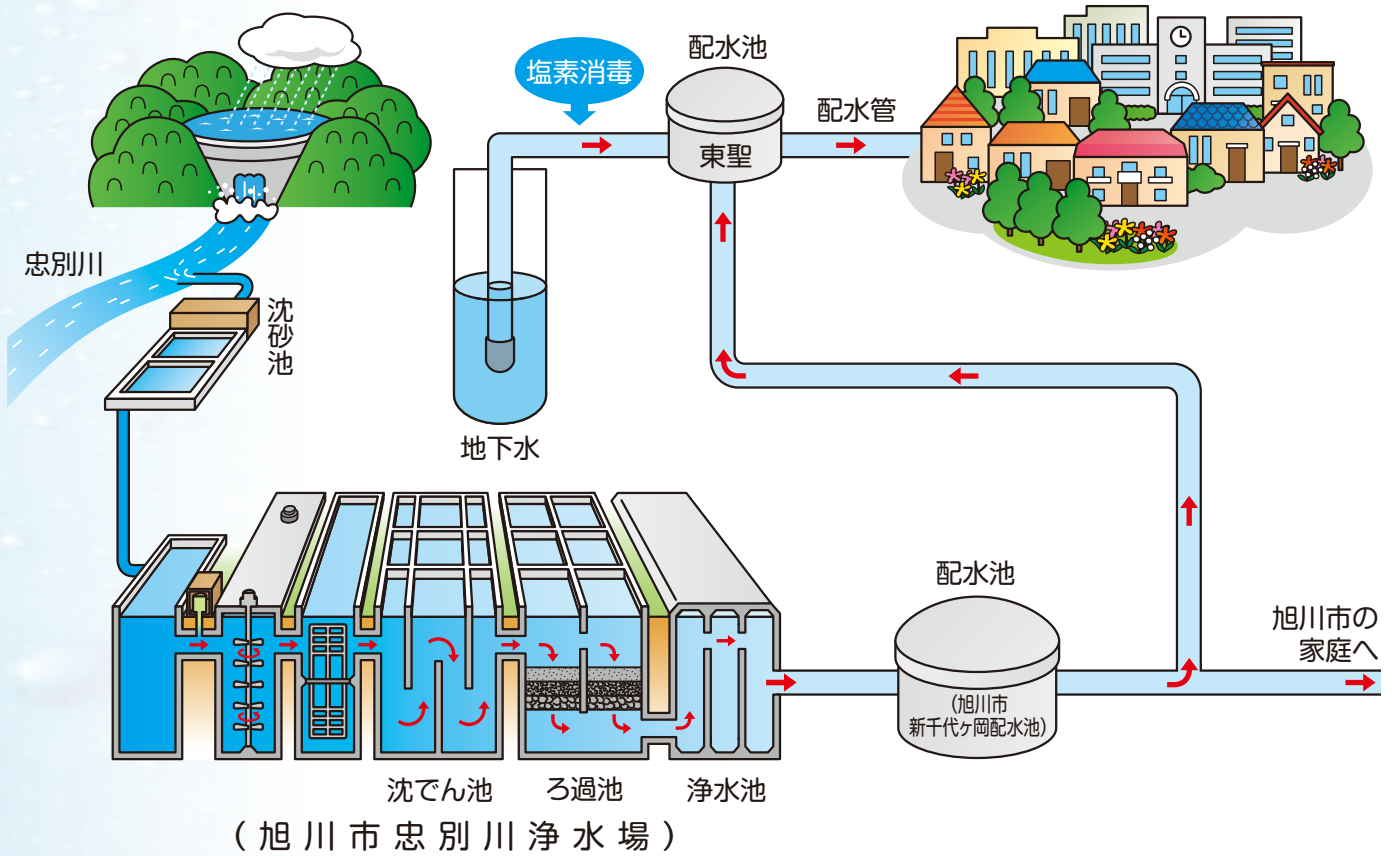 配水池
塩素消毒
配水管
東聖
忠別川
沈砂池
地下水
配水池
(旭川市
新千代ヶ岡配水池)
旭川市の
家庭へ
沈でん池
ろ過池
浄水池
(旭川市忠別川浄水場)